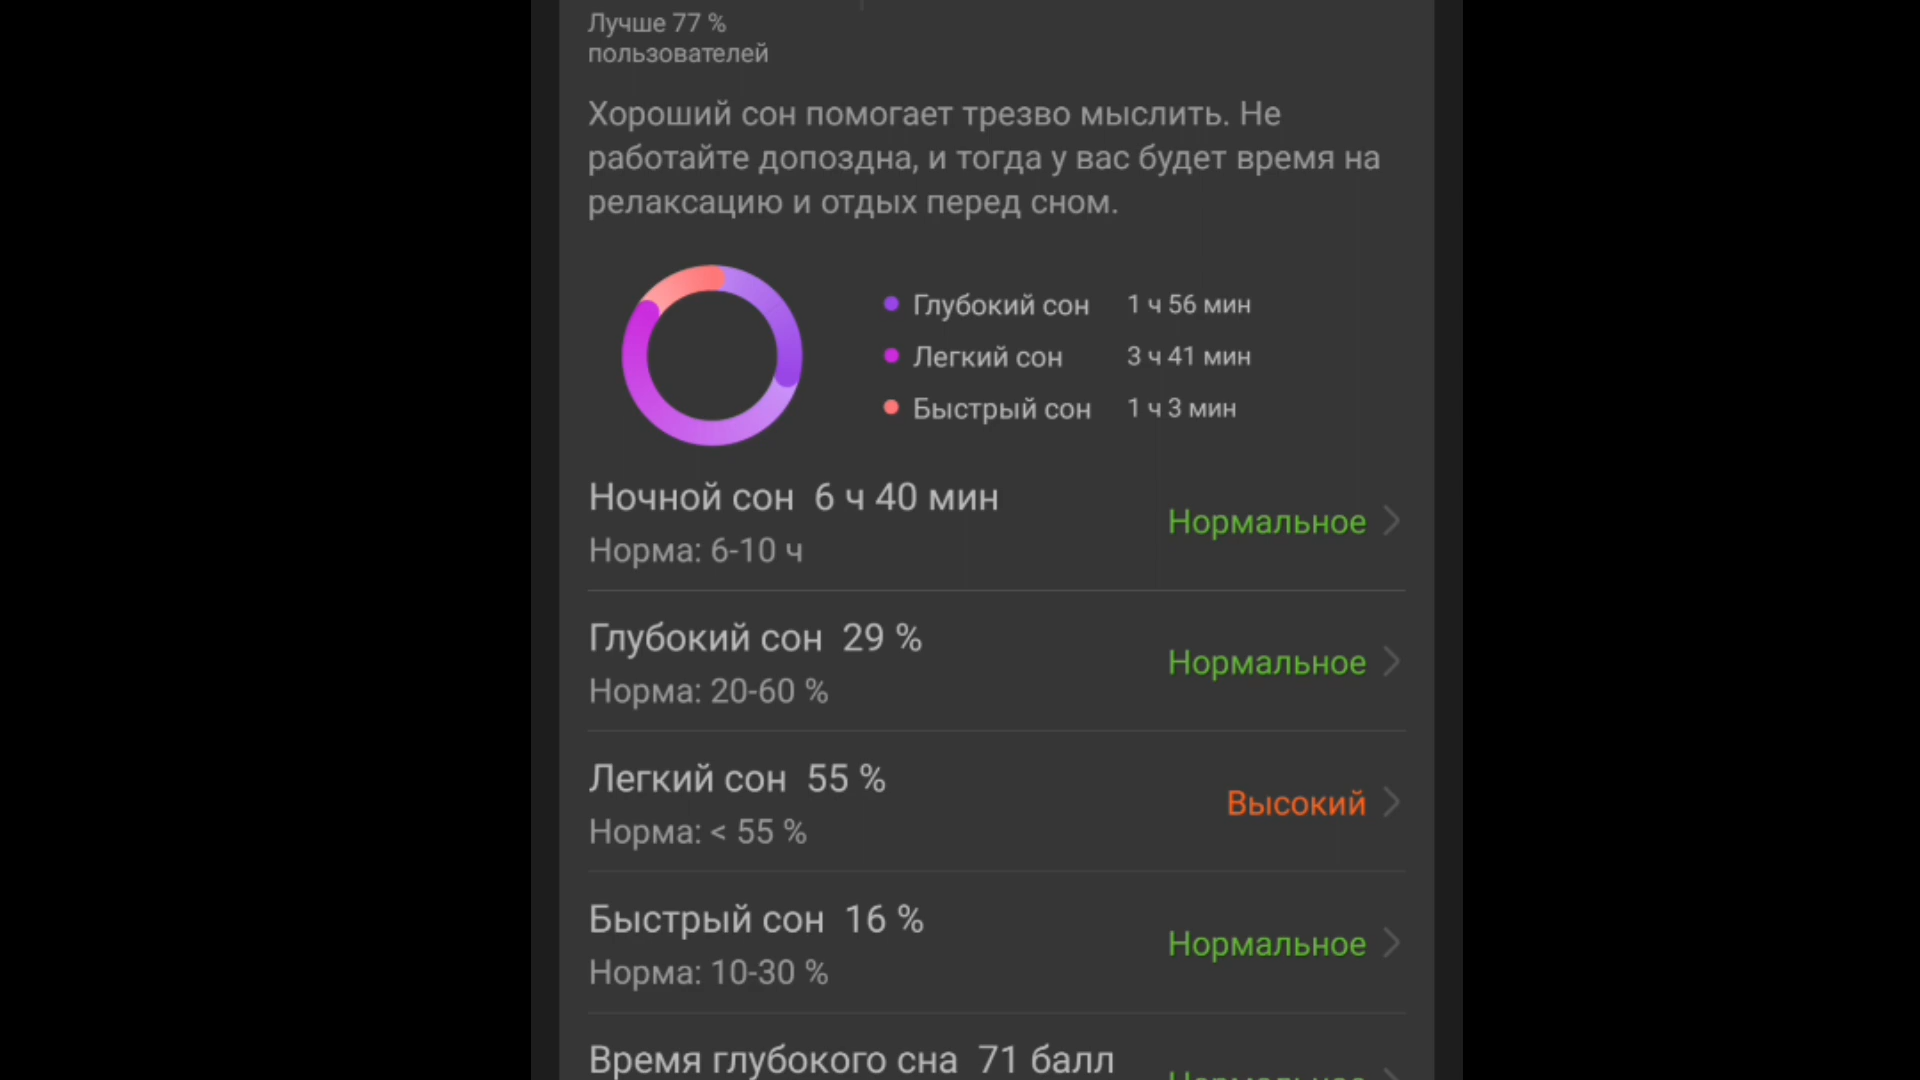 Лучше 77 %
пользователей
Хороший сон помогает трезво мыслить. Не
работайте допоздна, и тогда у вас будет время на
релаксацию и отдых перед сном.
Глубокий сон 1 ч 56 мин
Легкий сон 3 ч 41 мин
Быстрый сон 1 ч 3 мин
Ночной сон 6 ч 40 мин
Нормальное
Норма: 6-10 ч
Глубокий сон 29 %
Нормальное
Норма: 20-60 %
Легкий сон 55 %
Высокий
Норма: < 55 %
Быстрый сон 16 %
Нормальное
Норма: 10-30 %
Время глубокого сна 71 балл